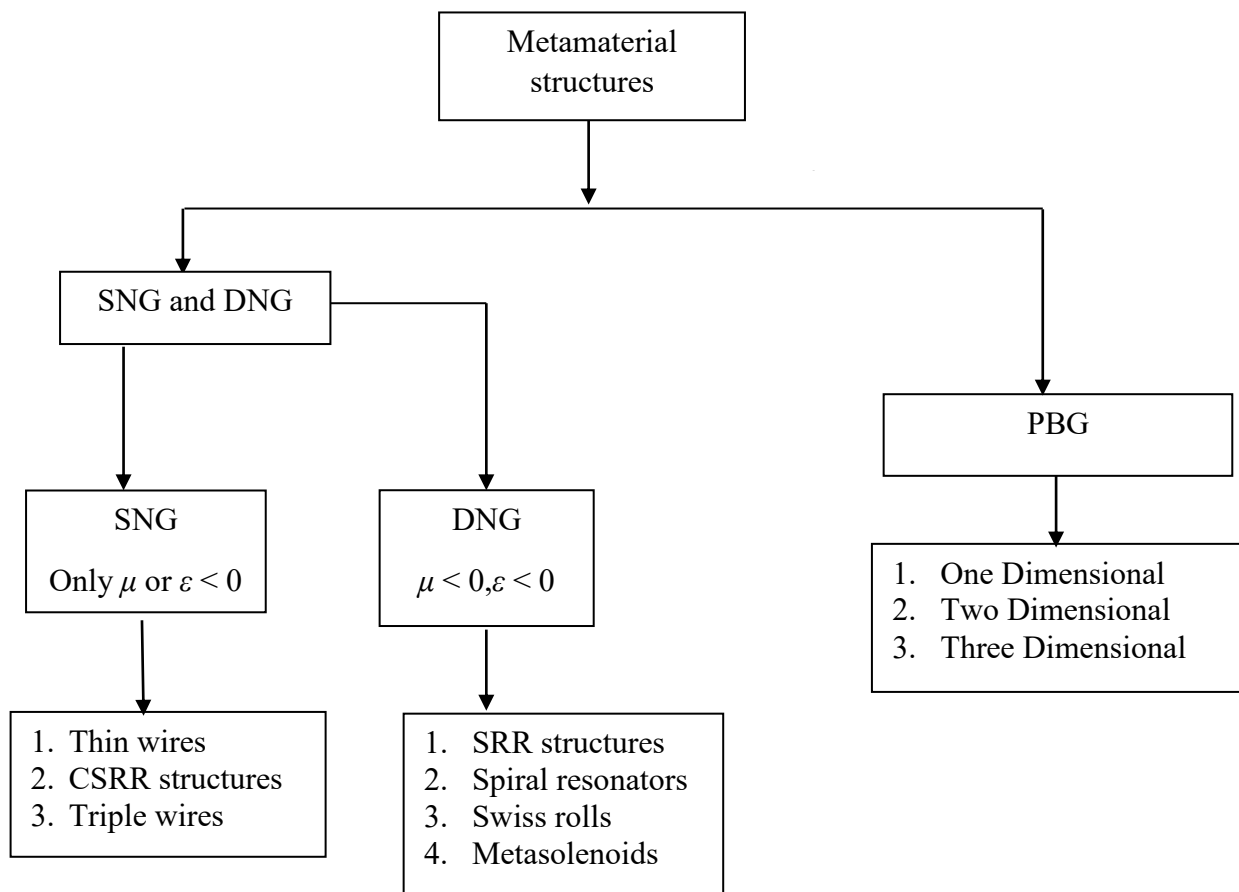 Metamaterial
structures
SNG and DNG
PBG
SNG
Only μ or ε < 0
DNG
μ < 0,ε < 0
1. One Dimensional
2. Two Dimensional
3. Three Dimensional
1. Thin wires
2. CSRR structures
3. Triple wires
1. SRR structures
2. Spiral resonators
3. Swiss rolls
4. Metasolenoids